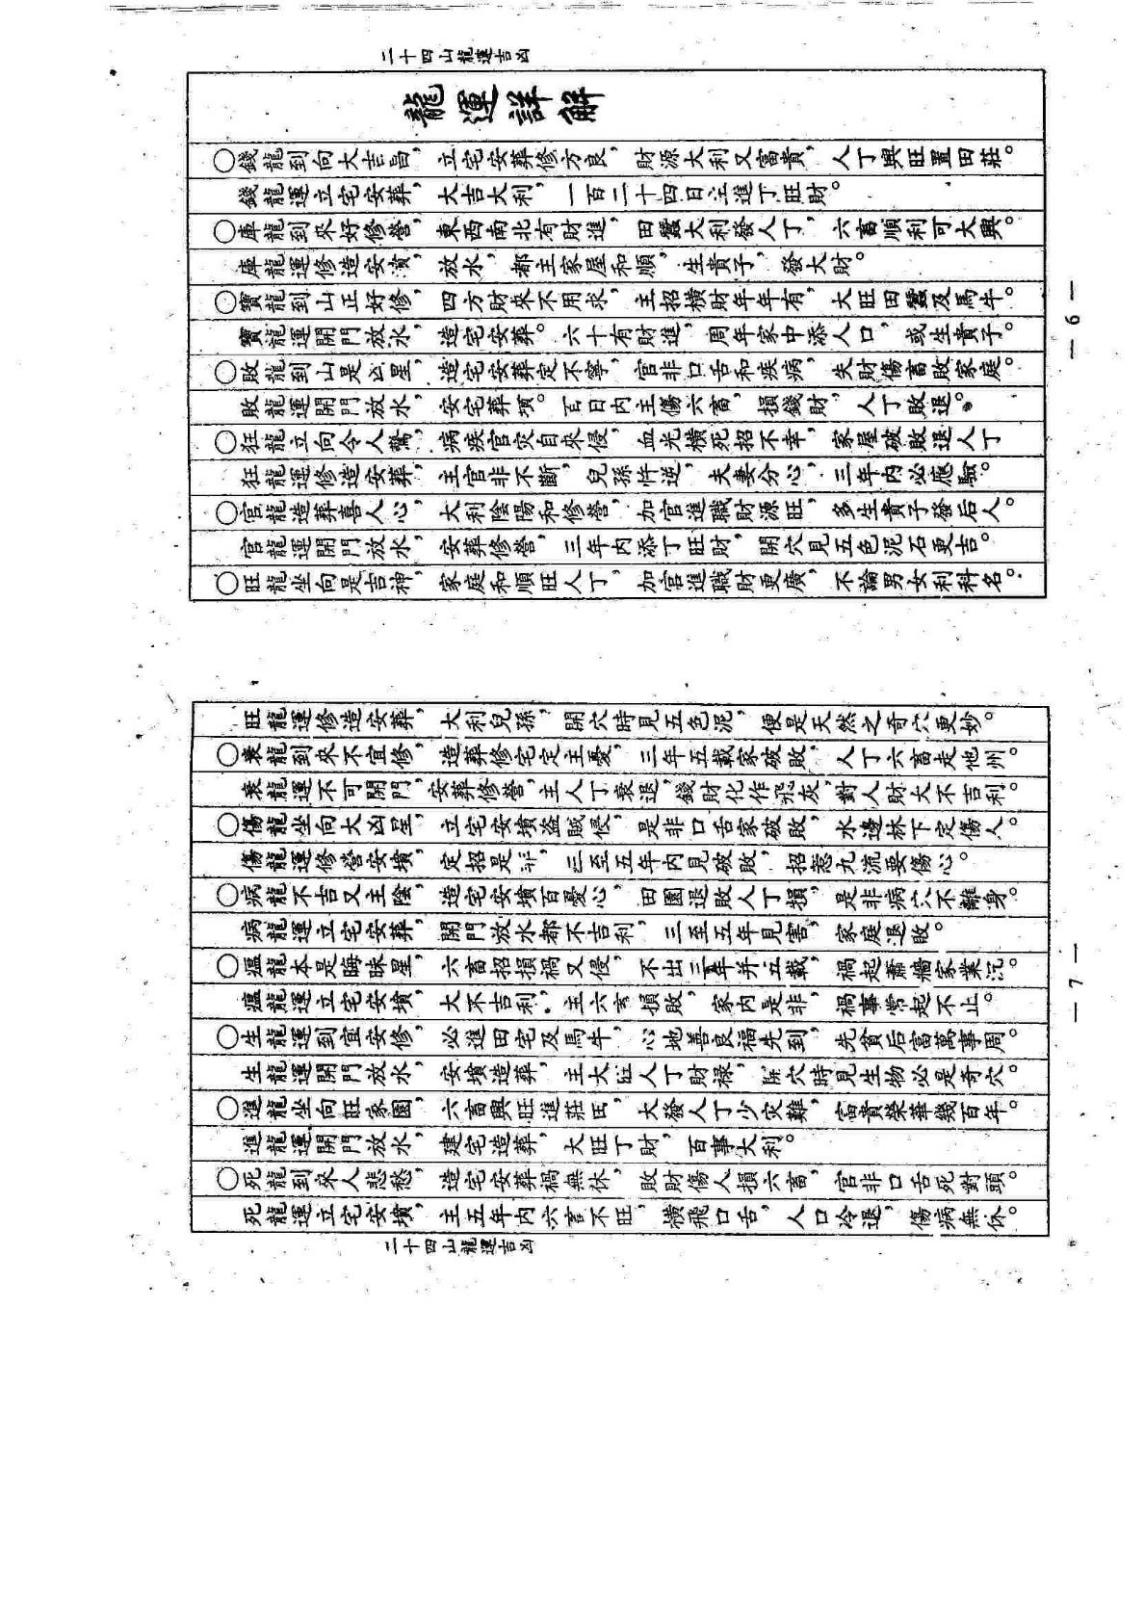 二十四山龍運吉凶
龍運詳解
○錢龍到向大吉昌，立宅安葬修方良，財源大利又富貴，人丁興旺置田莊。
錢龍運立宅安葬，大吉大利，一百二十四日注進丁旺財。
○庫龍到來好修營，東西南北有財進，田蠶大利發人丁，六畜順利可大興。
庫龍運修造安墳，放水，都主家屋和順，生貴子，發大財。
○寶龍到山正好修，四方財來不用求，主招橫財年年有，大旺田蠶及馬牛。
寶龍運開門放水，造宅安葬。六十有財進，周年家中添人口，或生貴子。
○敗龍到山是凶星，造宅安葬定不寧，官非口舌和疾病，失財傷畜敗家庭。
敗龍運開門放水，安宅葬墳。百日內主傷六畜，損錢財，人丁敗退。
○狂龍立向令人驚，病疾官灾自來侵，血光橫死招不幸，家屋破敗退人丁
狂龍運修造安葬，主官非不斷，兒孫忤逆，夫妻分心，三年內必應驗。
○官龍造葬喜人心，大利陰陽和修營，加官進職財源旺，多生貴子發后人。
官龍運開門放水，安葬修營，三年內添丁旺財，開穴見五色泥石更吉。
○旺龍坐向是吉神，家庭和順旺人丁，加官進職財更廣，不論男女利科名。
— 6 —
旺龍運修造安葬，大利兒孫，開穴時見五色泥，便是天然之奇穴更妙。
○衰龍到來不宜修，造葬修宅定主憂，三年五載家破敗，人丁六畜走他州。
衰龍運不可開門，安葬修營，主人丁衰退，錢財化作飛灰，對人財大不吉利。
○傷龍坐向大凶星，立宅安墳盜賊侵，是非口舌家破敗，水邊林下定傷人。
傷龍運修營安墳，定招是非，三至五年內見破敗，招惹九流要傷心。
○病龍不吉又主陰，造宅安墳百憂心，田園退敗人丁損，是非病不離身。
病龍運立宅安葬，開門放水都不吉利，三至五年見害，家庭退敗。
○瘟龍本是晦昧星，六畜招損禍又侵，不出三年并五載，禍起蕭牆家業沉。
瘟龍運立宅安墳，大不吉利．主六畜損敗，家內是非，禍事常起不止。
○生龍運到宜安修，必進田宅及馬牛，心地善良福先到，先貧后富萬事周。
生龍運開門放水，安墳造葬，主大旺人丁財祿，開穴時見生物必是奇穴。
○進龍坐向旺家園，六畜興旺進莊田，大發人丁少灾難，富貴榮華幾百年。
進龍運開門放水，建宅造葬，大旺丁財，百事大利。
○死龍到來人悲愁，造宅安葬禍無休，敗財傷人損六畜，官非口舌死對頭。
死龍運立宅安墳，主五年內六畜不旺，橫飛口舌，人口冷退，傷病無休。
二十四山龍運吉凶
— 7 —